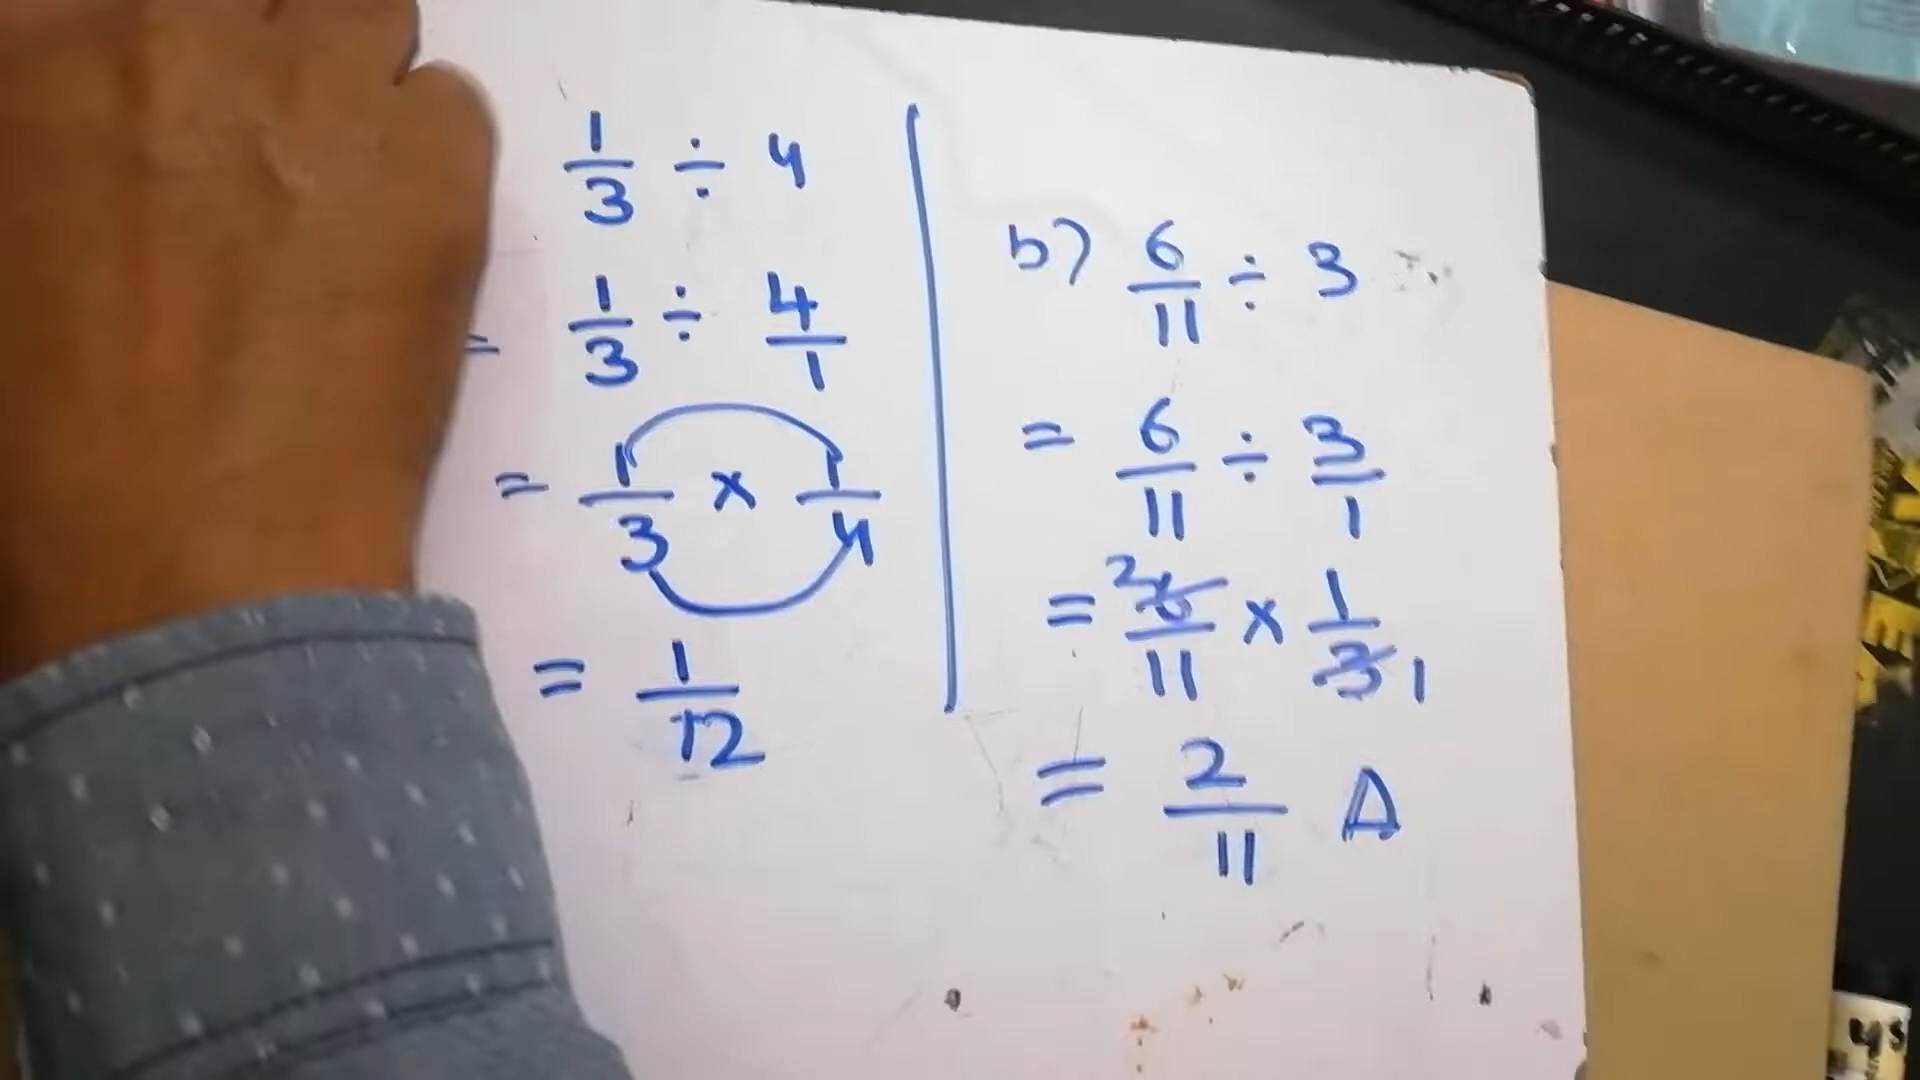 1/3 ÷ 4
= 1/3 ÷ 4/1
= 1/3 × 1/4
= 1/12
b) 6/11 ÷ 3
= 6/11 ÷ 3/1
= 2 6/11 × 1/3 1
= 2/11